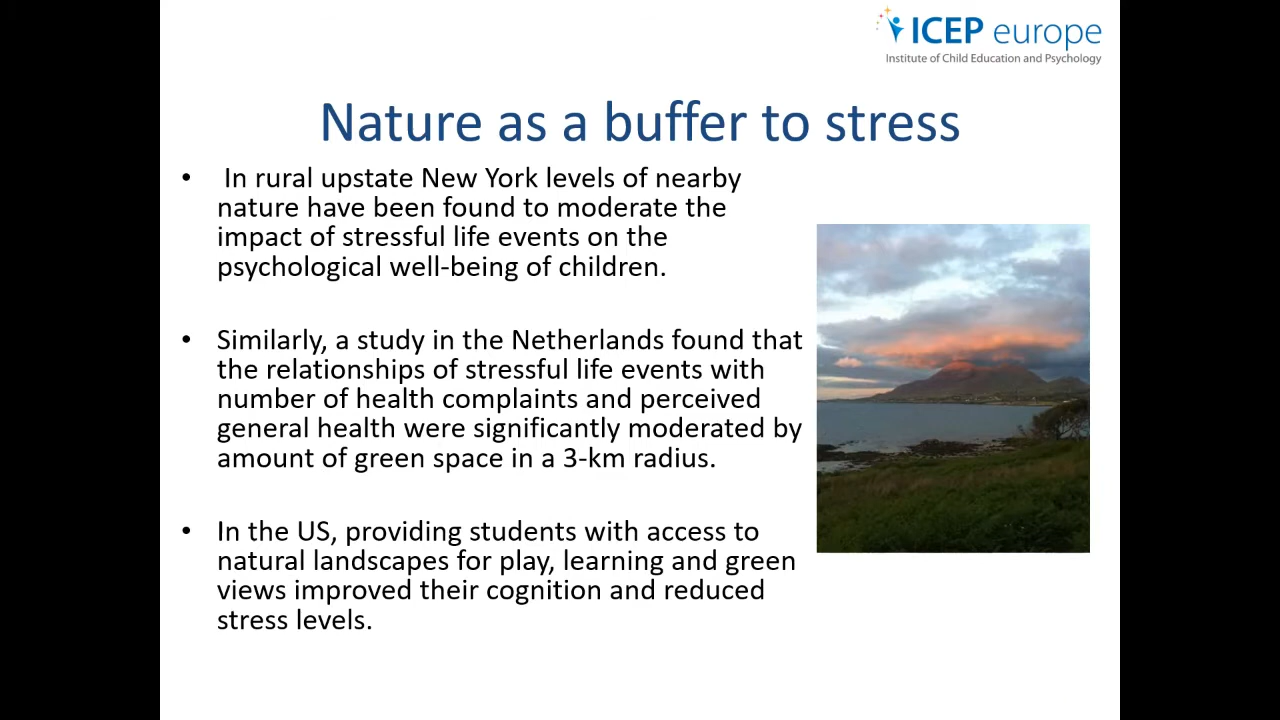 ICEP europe
Institute of Child Education and Psychology
Nature as a buffer to stress
• In rural upstate New York levels of nearby
nature have been found to moderate the
impact of stressful life events on the
psychological well-being of children.
• Similarly, a study in the Netherlands found that
the relationships of stressful life events with
number of health complaints and perceived
general health were significantly moderated by
amount of green space in a 3-km radius.
• In the US, providing students with access to
natural landscapes for play, learning and green
views improved their cognition and reduced
stress levels.